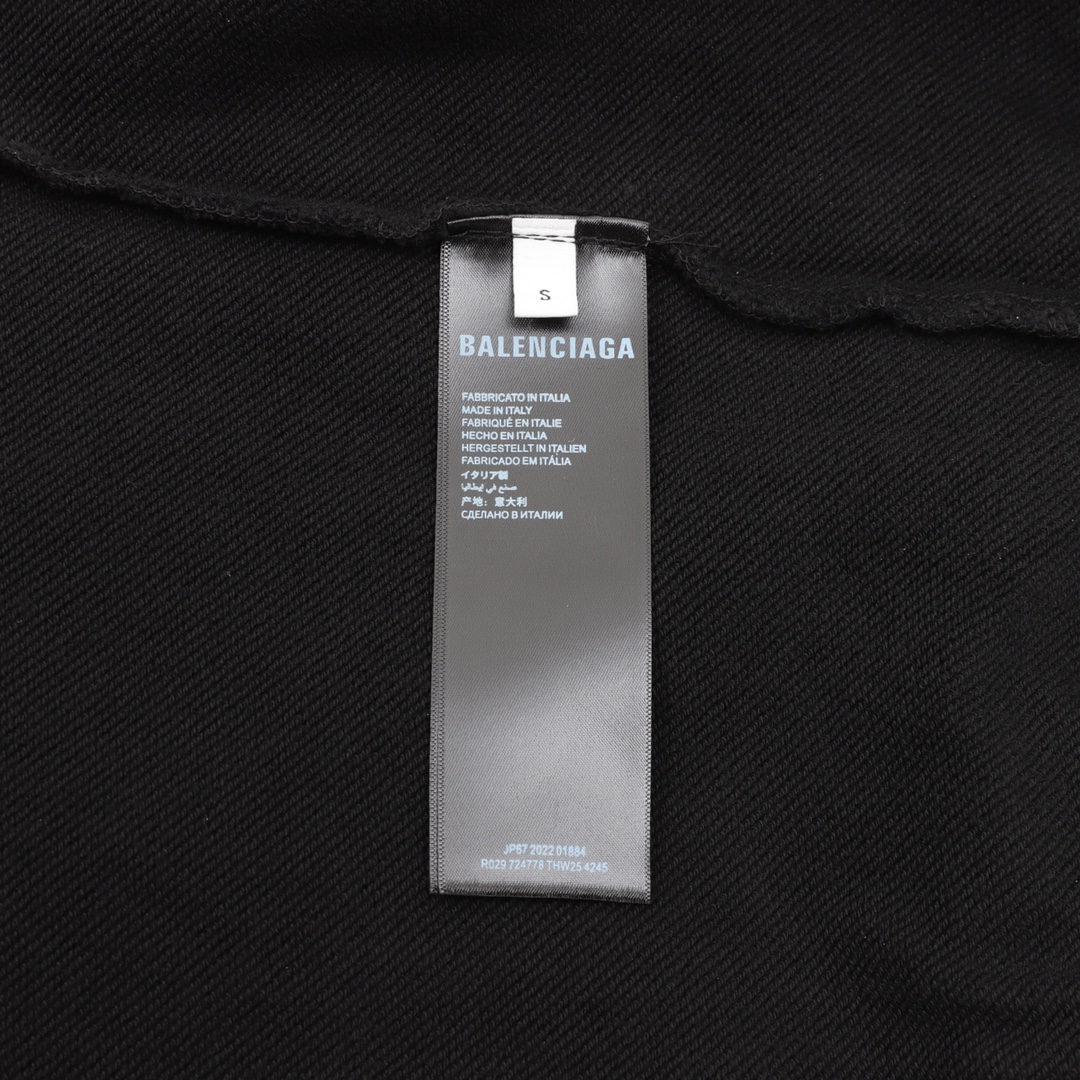 S
BALENCIAGA
FABBRICATO IN ITALIA
MADE IN ITALY
FABRIQUÉ EN ITALIE
HECHO EN ITALIA
HERGESTELLT IN ITALIEN
FABRICADO EM ITÁLIA
イタリア製
صنع في إيطاليا
产地：意大利
СДЕЛАНО В ИТАЛИИ
JP67 2022 01884
R029 724778 THW25 4245